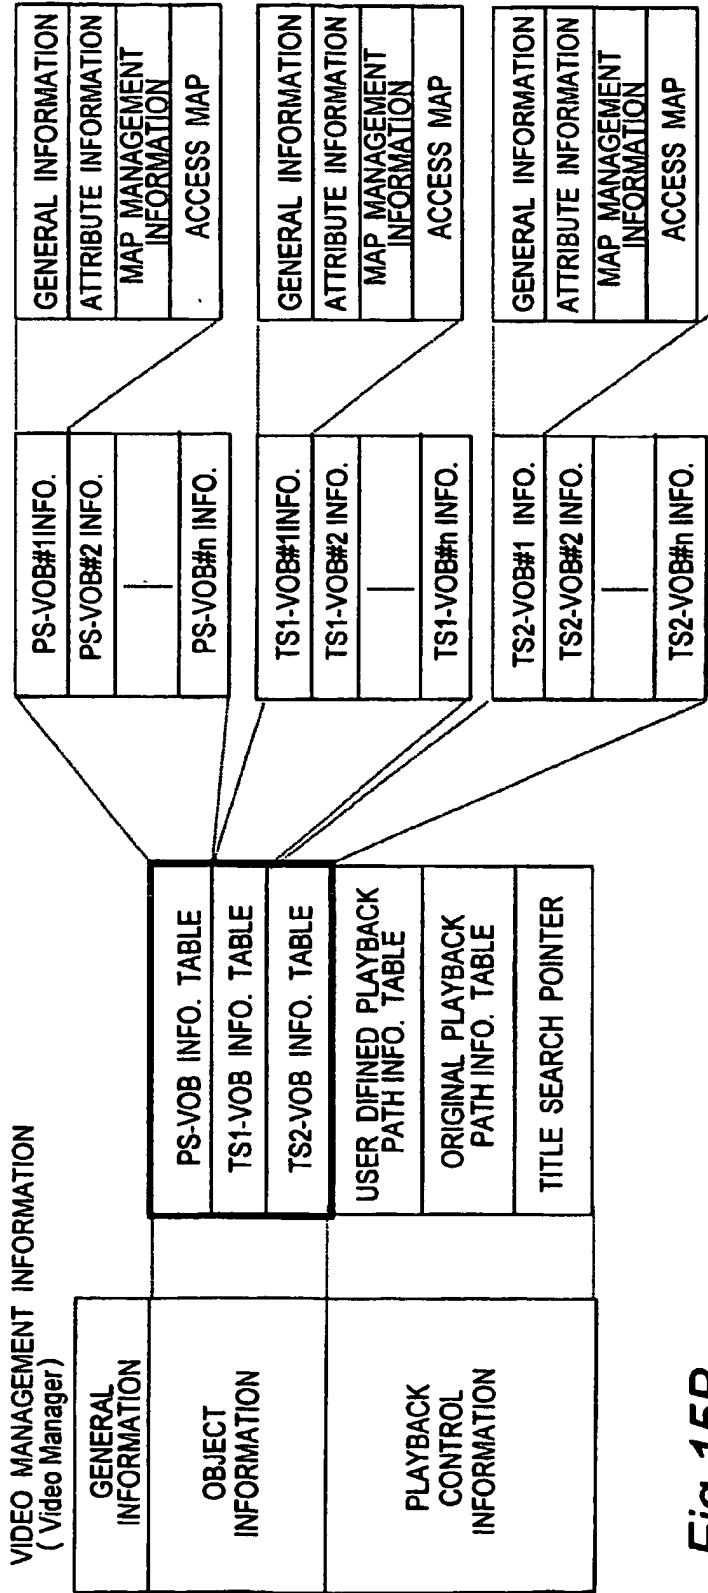 VIDEO MANAGEMENT INFORMATION
( Video Manager)
GENERAL
INFORMATION
OBJECT
INFORMATION
PLAYBACK
CONTROL
INFORMATION
PS-VOB INFO. TABLE
TS1-VOB INFO. TABLE
TS2-VOB INFO. TABLE
USER DIFINED PLAYBACK
PATH INFO. TABLE
ORIGINAL PLAYBACK
PATH INFO. TABLE
TITLE SEARCH POINTER
PS-VOB#1INFO.
PS-VOB#2 INFO.
PS-VOB#n INFO.
TS1-VOB#1INFO.
TS1-VOB#2 INFO.
TS1-VOB#n INFO.
TS2-VOB#1 INFO.
TS2-VOB#2 INFO.
TS2-VOB#n INFO.
GENERAL INFORMATION
ATTRIBUTE INFORMATION
MAP MANAGEMENT
INFORMATION
ACCESS MAP
GENERAL INFORMATION
ATTRIBUTE INFORMATION
MAP MANAGEMENT
INFORMATION
ACCESS MAP
GENERAL INFORMATION
ATTRIBUTE INFORMATION
MAP MANAGEMENT
INFORMATION
ACCESS MAP